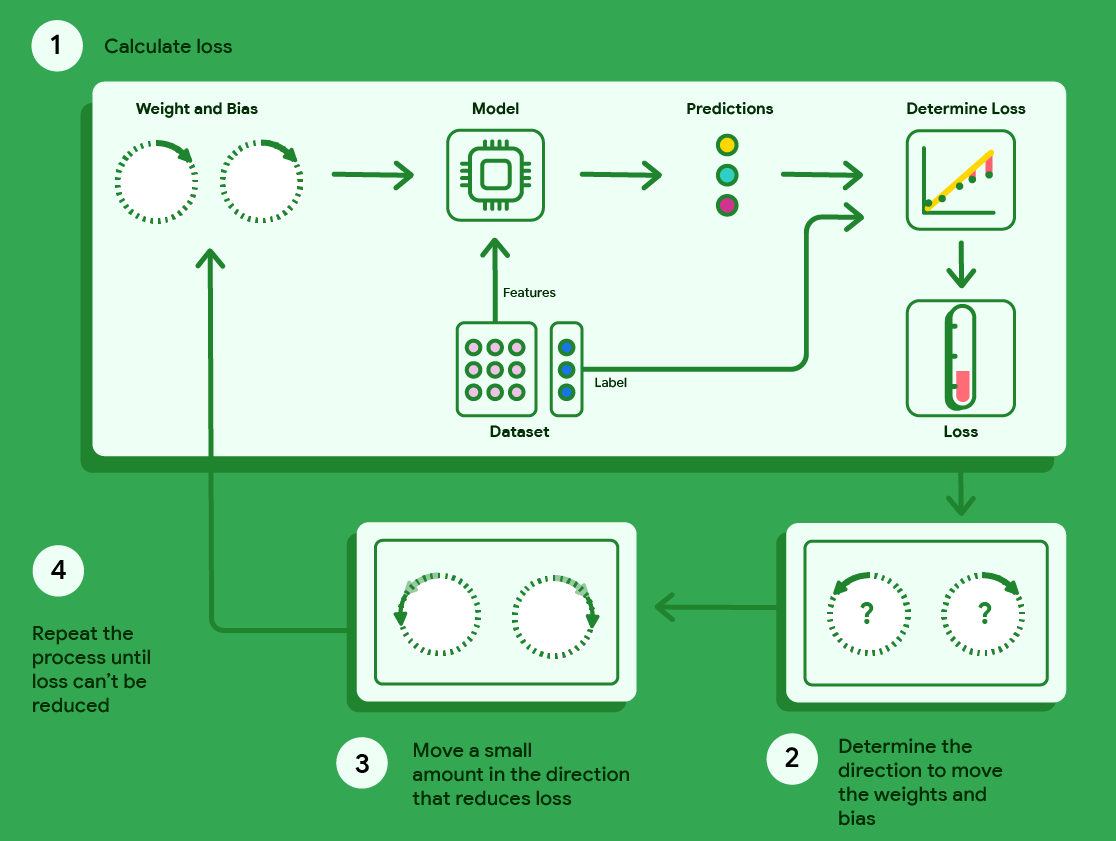 1
Calculate loss
Weight and Bias
Model
Predictions
Determine Loss
Features
Label
Dataset
Loss
4
Repeat the
process until
loss can't be
reduced
? ?
3
Move a small
amount in the direction
that reduces loss
2
Determine the
direction to move
the weights and
bias